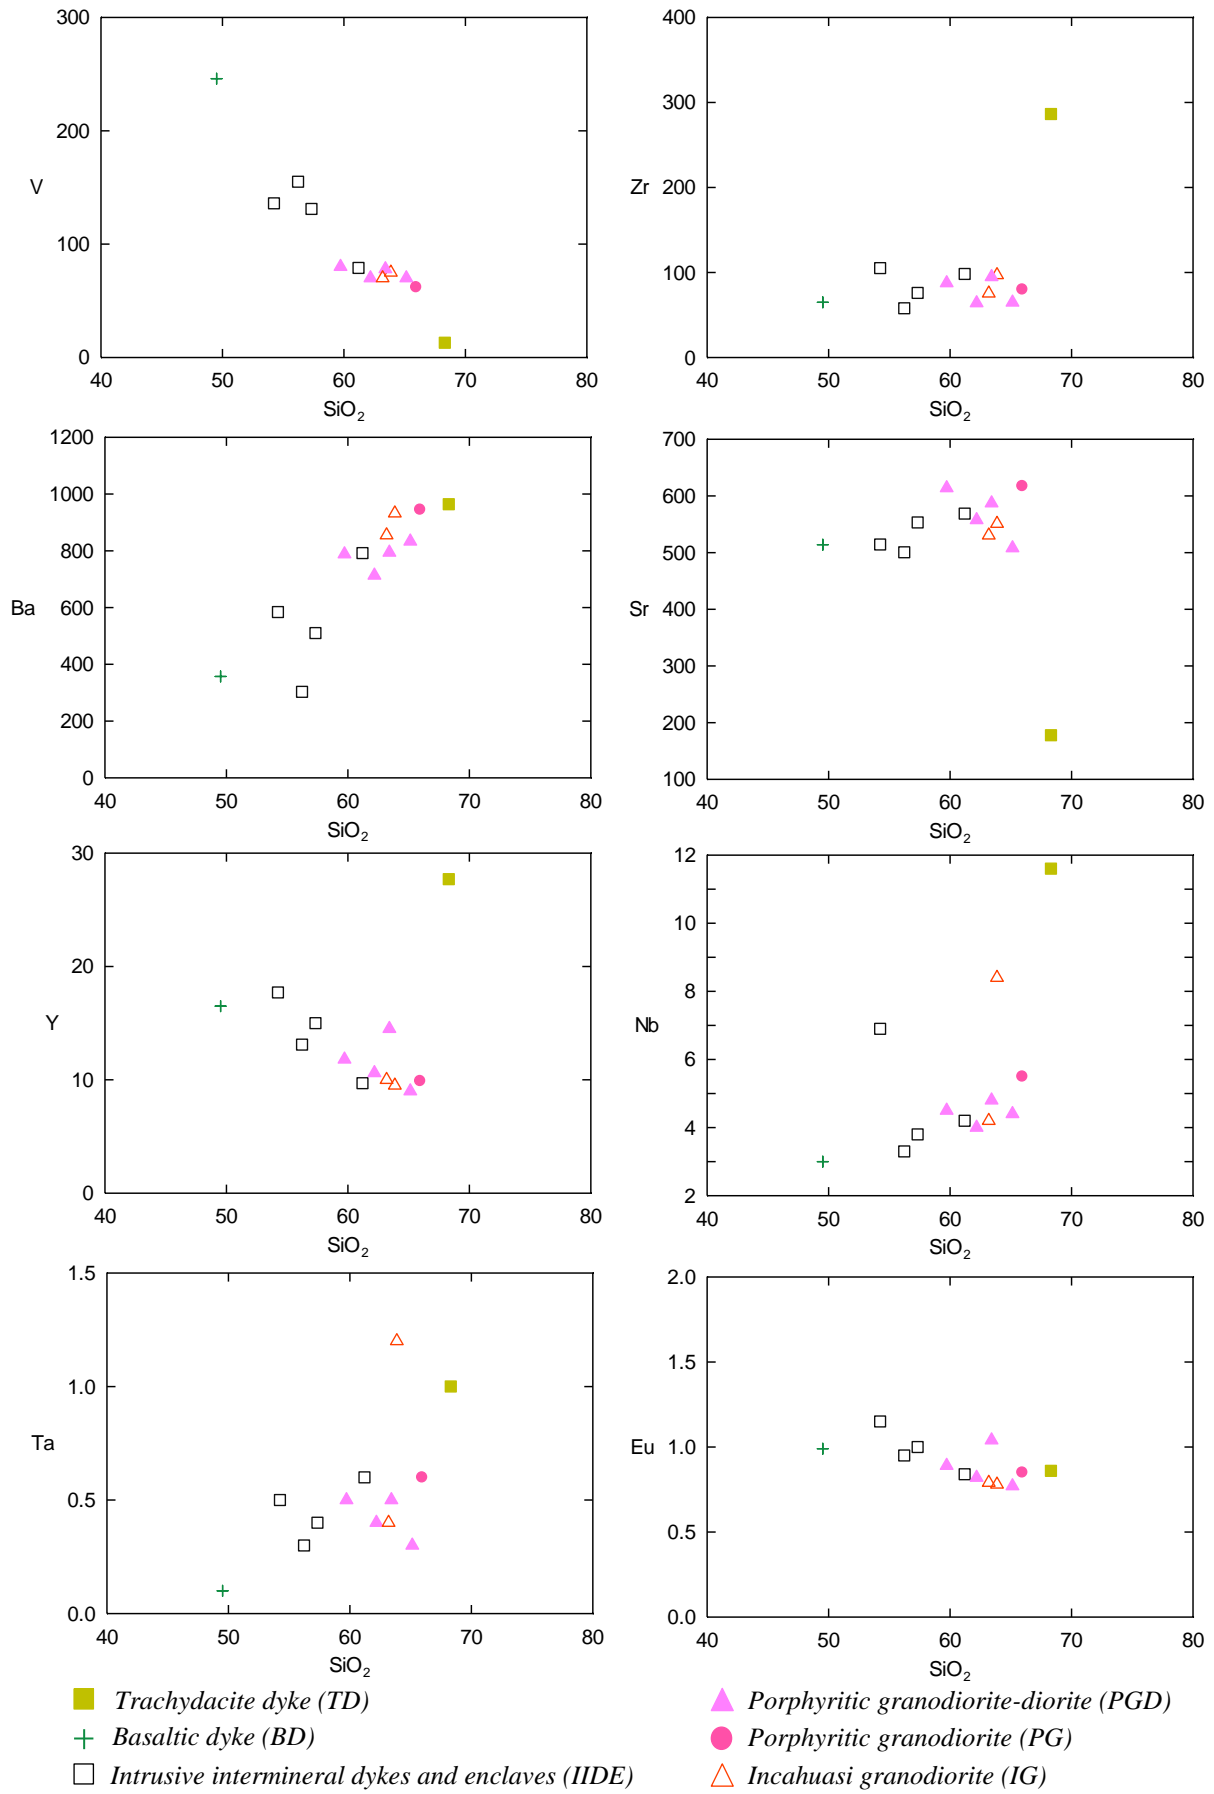 300
200
V
100
0
40 50 60 70 80
SiO2
400
300
Zr 200
100
0
40 50 60 70 80
SiO2
1200
1000
800
Ba 600
400
200
0
40 50 60 70 80
SiO2
700
600
500
Sr 400
300
200
100
40 50 60 70 80
SiO2
30
20
Y
10
0
40 50 60 70 80
SiO2
12
10
8
Nb
6
4
2
40 50 60 70 80
SiO2
1.5
1.0
Ta
0.5
0.0
40 50 60 70 80
SiO2
2.0
1.5
Eu 1.0
0.5
0.0
40 50 60 70 80
SiO2
Trachydacite dyke (TD)
Basaltic dyke (BD)
Intrusive intermineral dykes and enclaves (IIDE)
Porphyritic granodiorite-diorite (PGD)
Porphyritic granodiorite (PG)
Incahuasi granodiorite (IG)